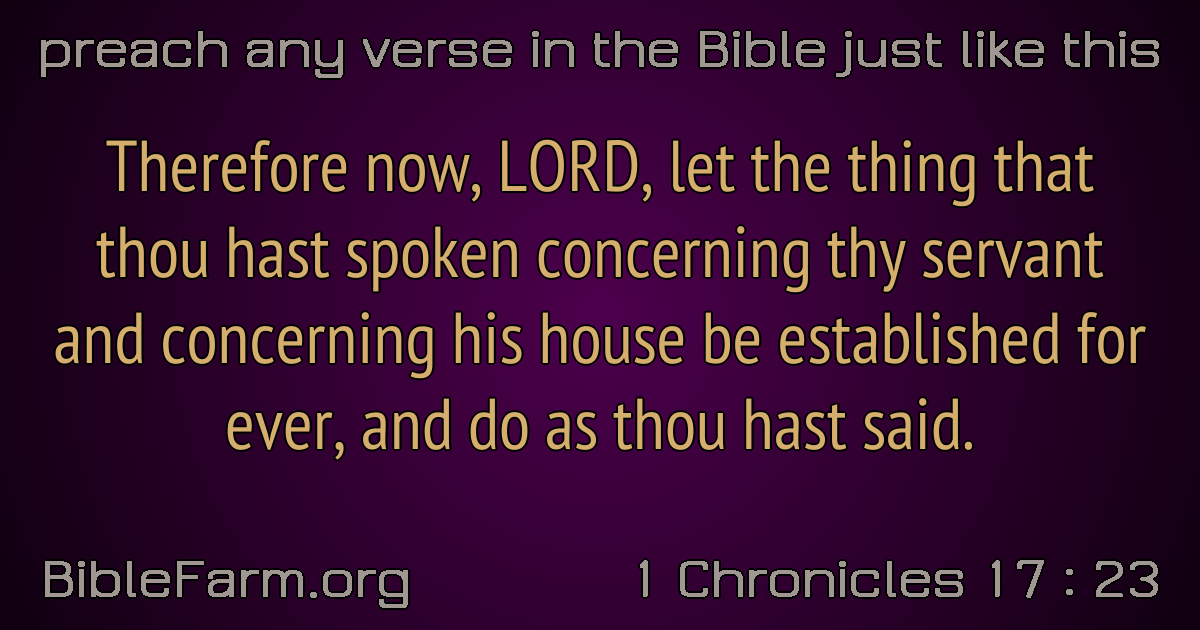 preach any verse in the Bible just like this
Therefore now, LORD, let the thing that
thou hast spoken concerning thy servant
and concerning his house be established for
ever, and do as thou hast said.
BibleFarm.org
1 Chronicles 17 : 23